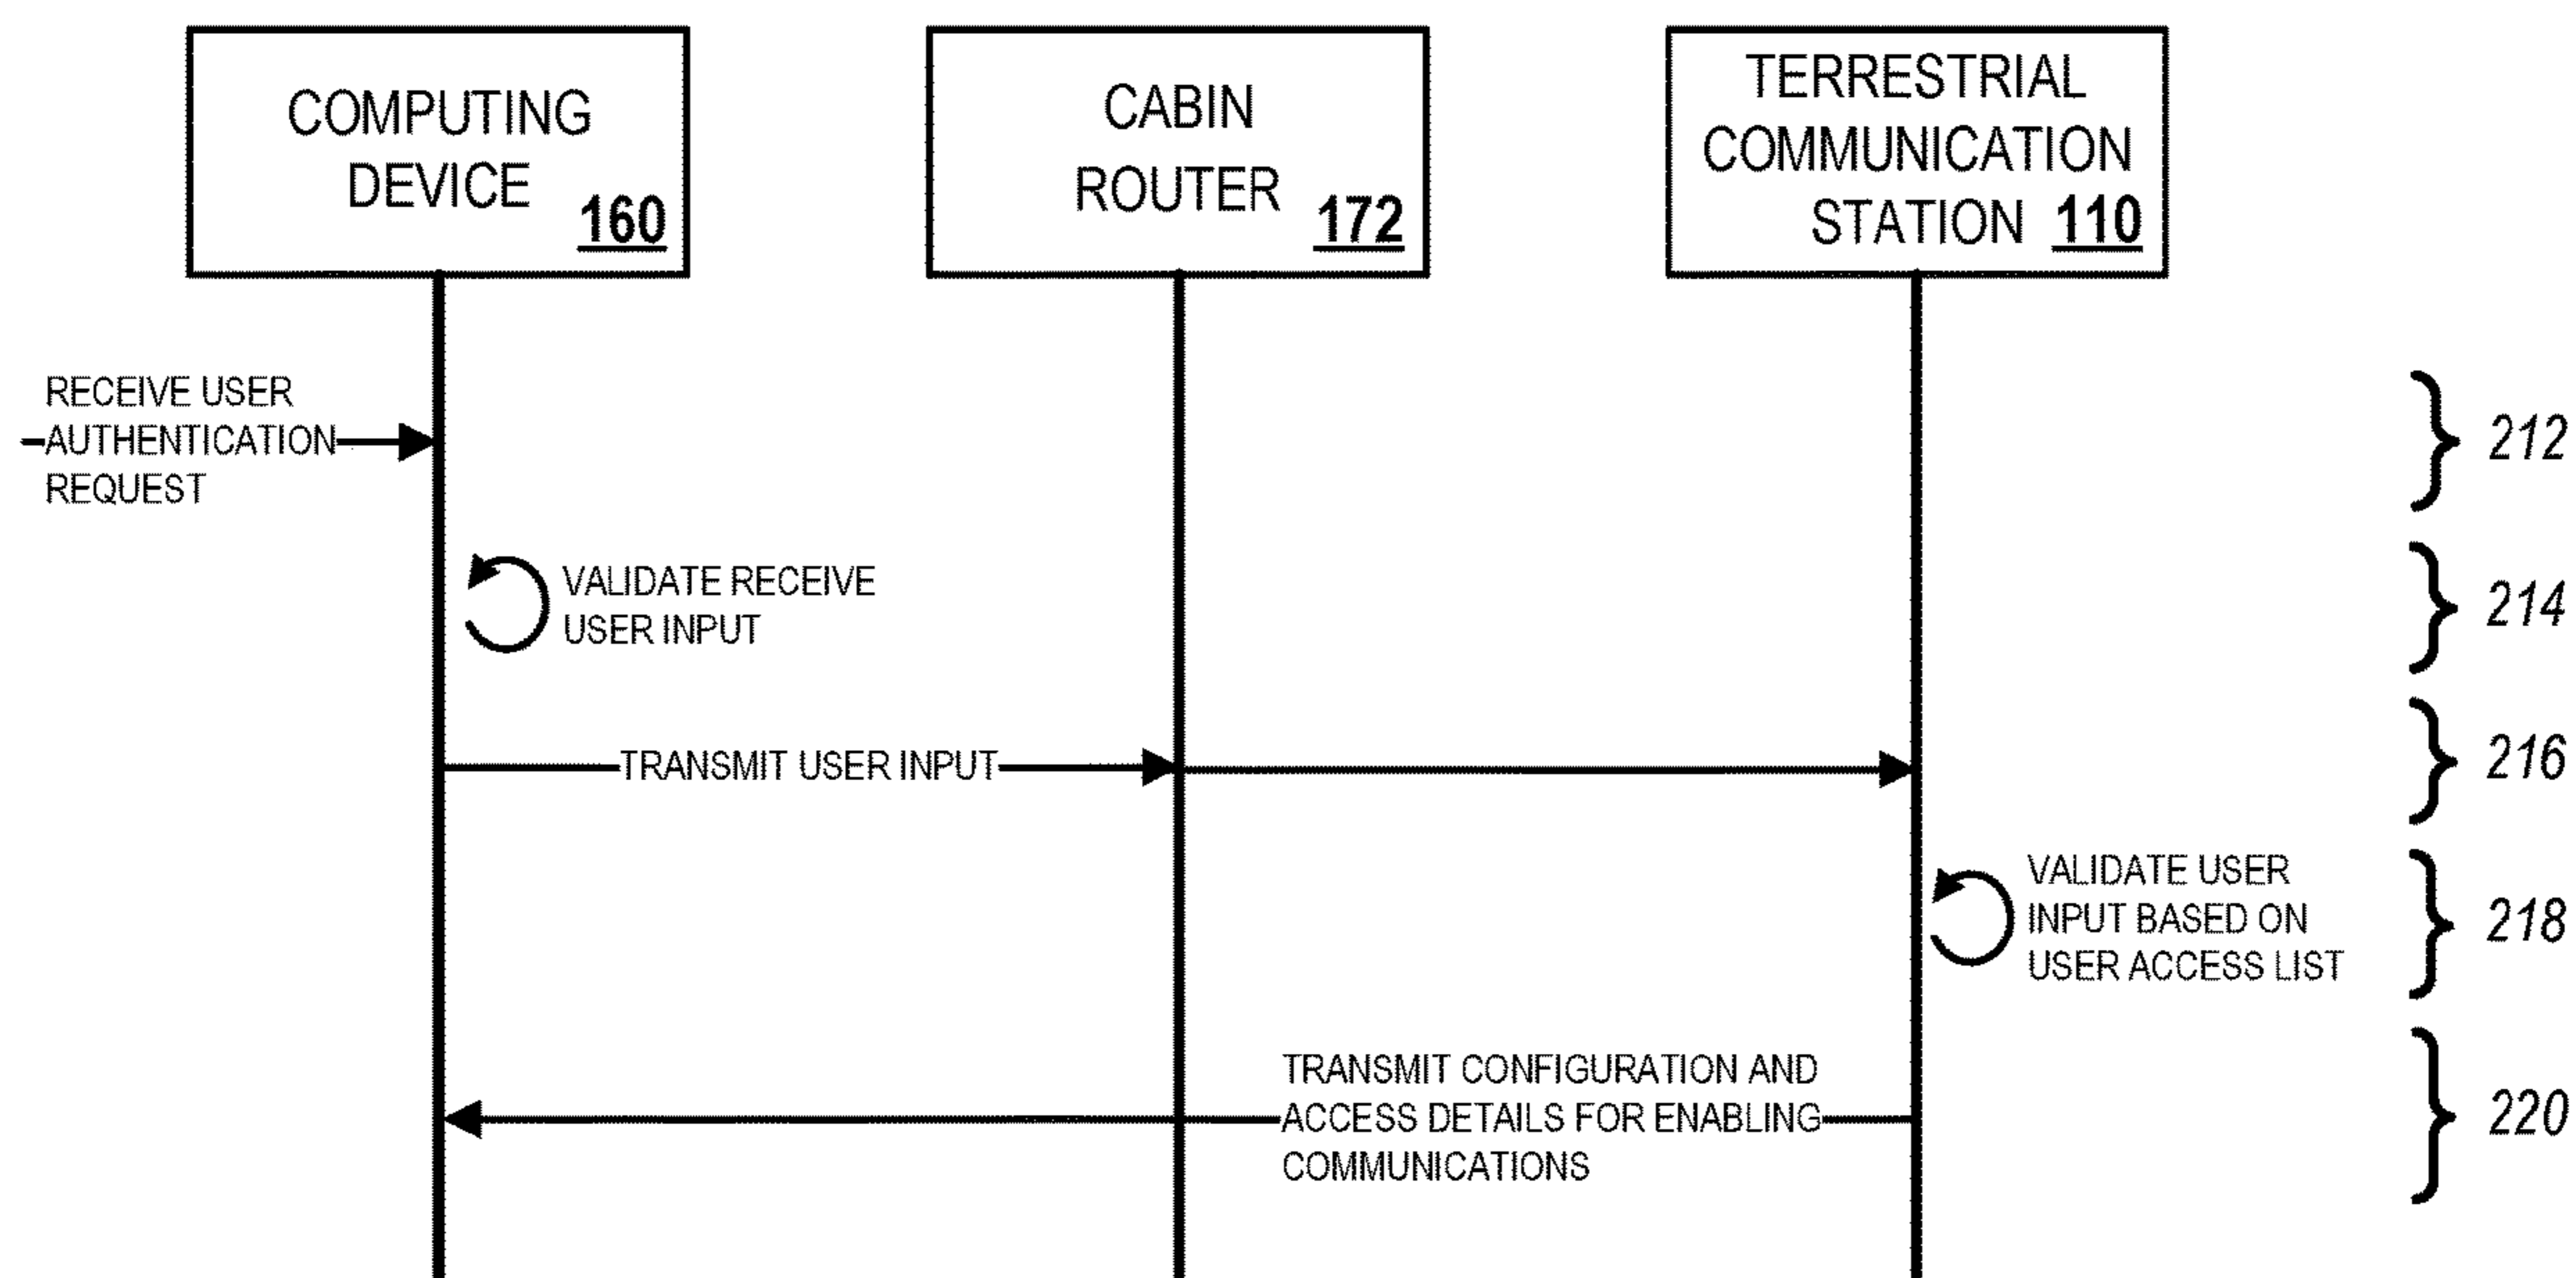 COMPUTING
DEVICE 160
CABIN
ROUTER 172
TERRESTRIAL
COMMUNICATION
STATION 110
RECEIVE USER
AUTHENTICATION
REQUEST
212
VALIDATE RECEIVE
USER INPUT
214
TRANSMIT USER INPUT
216
VALIDATE USER
INPUT BASED ON
USER ACCESS LIST
218
TRANSMIT CONFIGURATION AND
ACCESS DETAILS FOR ENABLING
COMMUNICATIONS
220